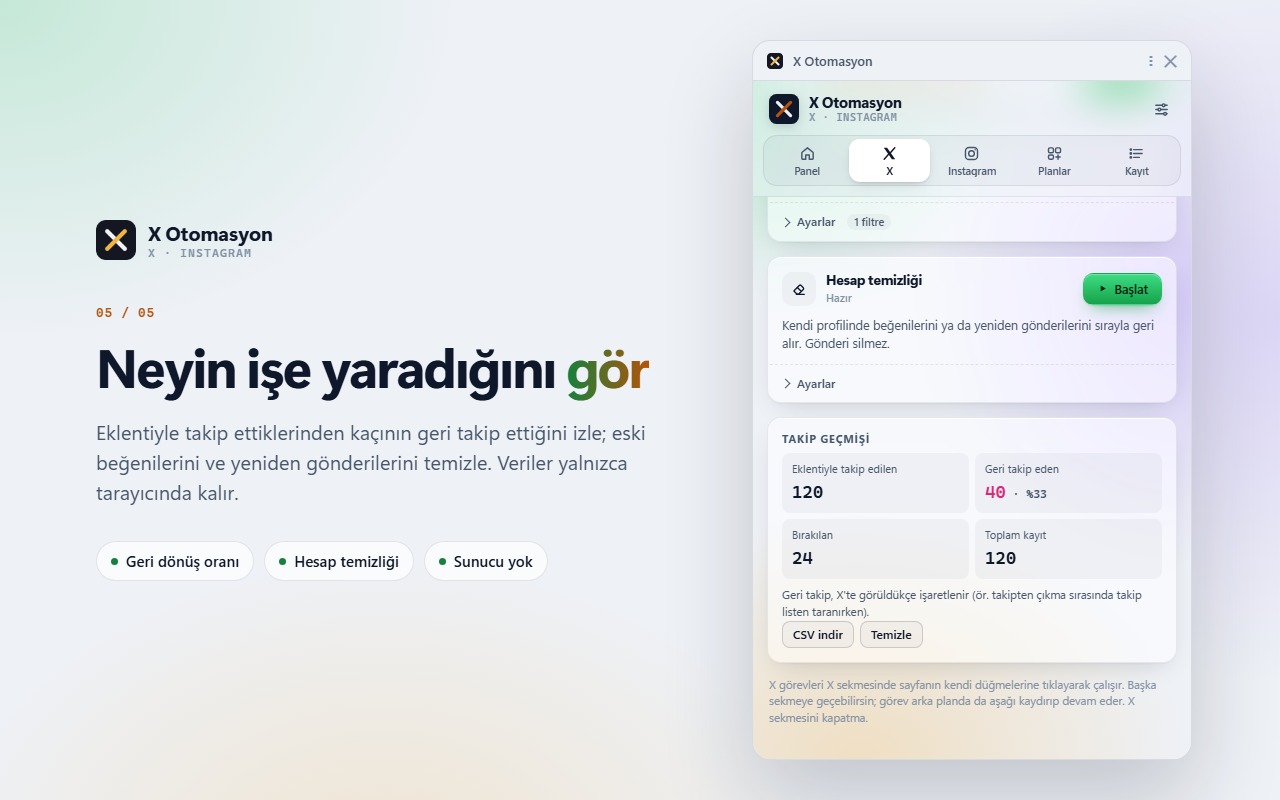 X Otomasyon
X · INSTAGRAM
05 / 05
Neyin işe yaradığını gör
Eklentiyle takip ettiklerinden kaçının geri takip ettiğini izle; eski
beğenilerini ve yeniden gönderilerini temizle. Veriler yalnızca
tarayıcında kalır.
Geri dönüş oranı
Hesap temizliği
Sunucu yok
X Otomasyon
X Otomasyon
X · INSTAGRAM
Panel
X
Instagram
Planlar
Kayıt
Ayarlar
1 filtre
Hesap temizliği
Hazır
Başlat
Kendi profilinde beğenilerini ya da yeniden gönderilerini sırayla geri
alır. Gönderi silmez.
Ayarlar
TAKİP GEÇMİŞİ
Eklentiyle takip edilen
120
Geri takip eden
40 · %33
Bırakılan
24
Toplam kayıt
120
Geri takip, X'te görüldükçe işaretlenir (ör. takipten çıkma sırasında takip
listen taranırken).
CSV indir
Temizle
X görevleri X sekmesinde sayfanın kendi düğmelerine tıklayarak çalışır. Başka
sekmeye geçebilirsin; görev arka planda da aşağı kaydırıp devam eder. X
sekmesini kapatma.